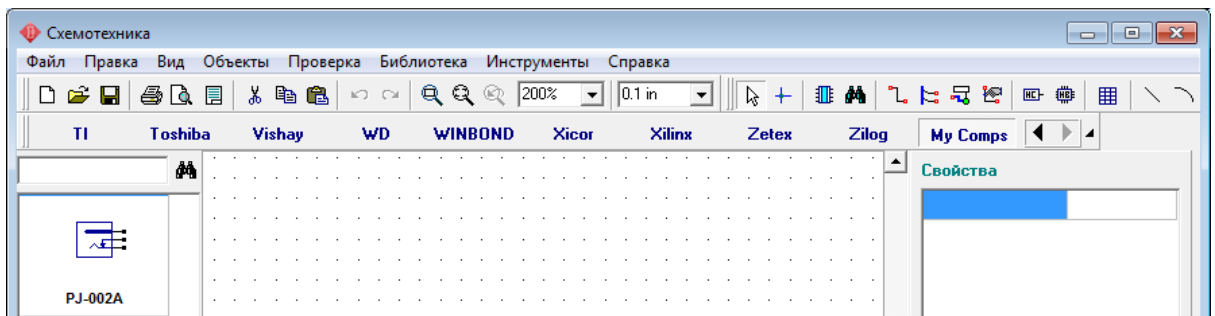 Схемотехника
Файл Правка Вид Объекты Проверка Библиотека Инструменты Справка
200% 0.1 in
TI Toshiba Vishay WD WINBOND Xicor Xilinx Zetex Zilog My Comps
Свойства
PJ-002A